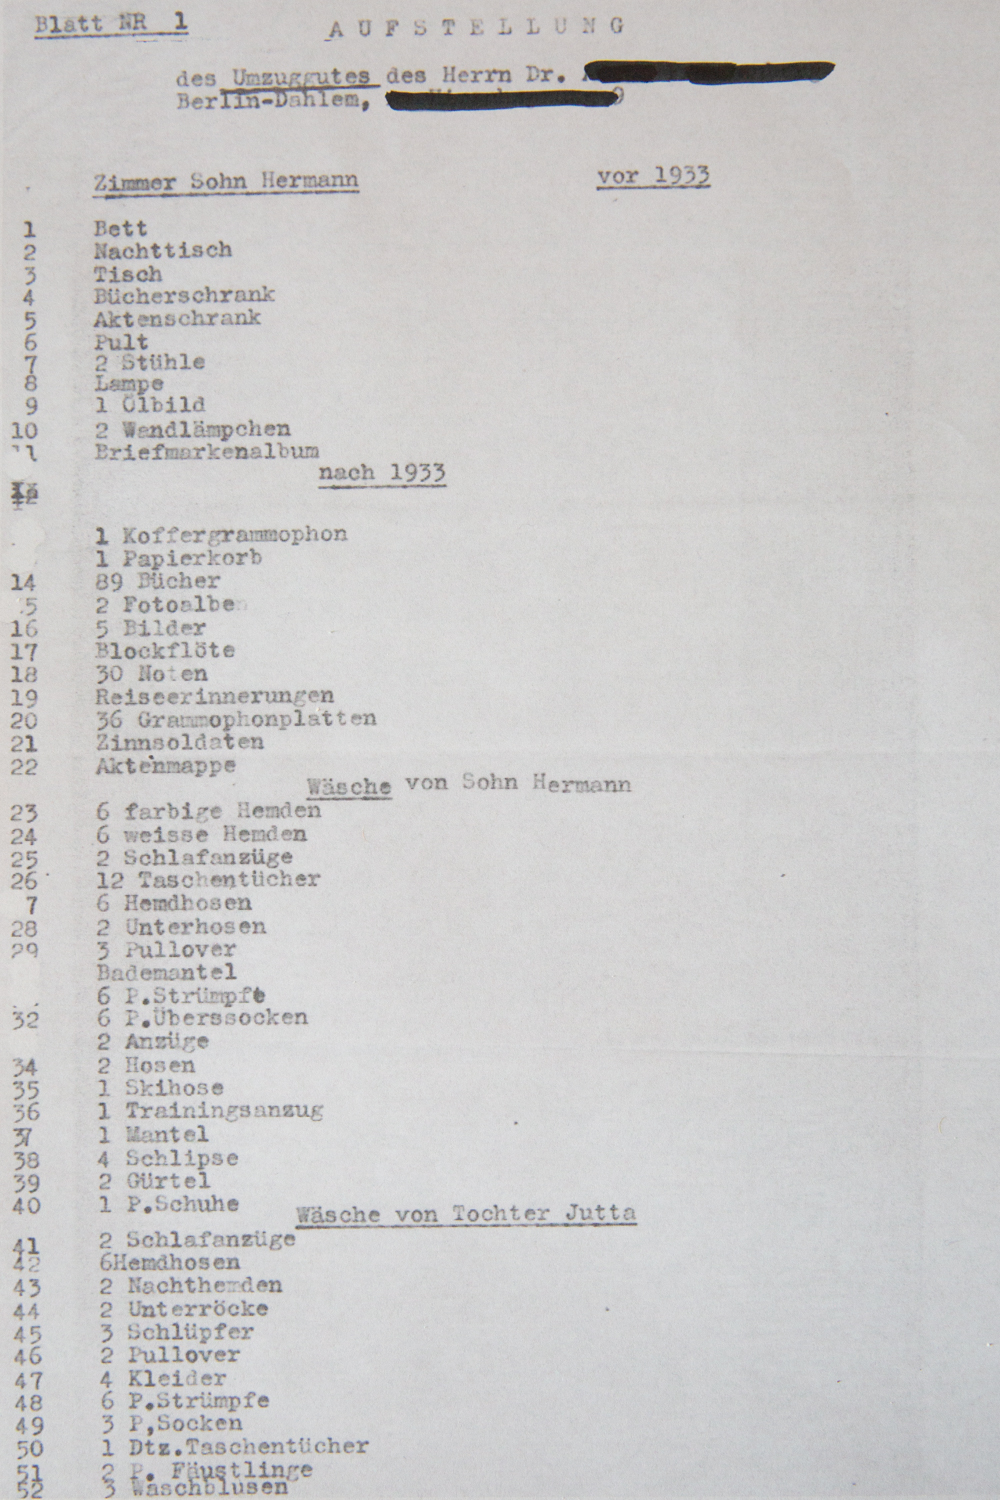 Blatt NR 1
AUFSTELLUNG
des Umzuggutes des Herrn Dr.
Berlin-Dahlem, 9
Zimmer Sohn Hermann vor 1933
1 Bett
2 Nachttisch
3 Tisch
4 Bücherschrank
5 Aktenschrank
6 Pult
7 2 Stühle
8 Lampe
9 1 Ölbild
10 2 Wandlämpchen
11 Briefmarkenalbum
nach 1933
12
1 Koffergrammophon
1 Papierkorb
14 89 Bücher
5 2 Fotoalben
16 5 Bilder
17 Blockflöte
18 30 Noten
19 Reiseerinnerungen
20 36 Grammophonplatten
21 Zinnsoldaten
22 Aktenmappe
Wäsche von Sohn Hermann
23 6 farbige Hemden
24 6 weisse Hemden
25 2 Schlafanzüge
26 12 Taschentücher
7 6 Hemdhosen
28 2 Unterhosen
29 3 Pullover
Bademantel
6 P.Strümpfe
32 6 P.Überssocken
2 Anzüge
34 2 Hosen
35 1 Skihose
36 1 Trainingsanzug
37 1 Mantel
38 4 Schlipse
39 2 Gürtel
40 1 P.Schuhe
Wäsche von Tochter Jutta
41 2 Schlafanzüge
42 6Hemdhosen
43 2 Nachthemden
44 2 Unterröcke
45 3 Schlüpfer
46 2 Pullover
47 4 Kleider
48 6 P.Strümpfe
49 3 P,Socken
50 1 Dtz.Taschentücher
51 2 P. Fäustlinge
52 3 Waschblusen